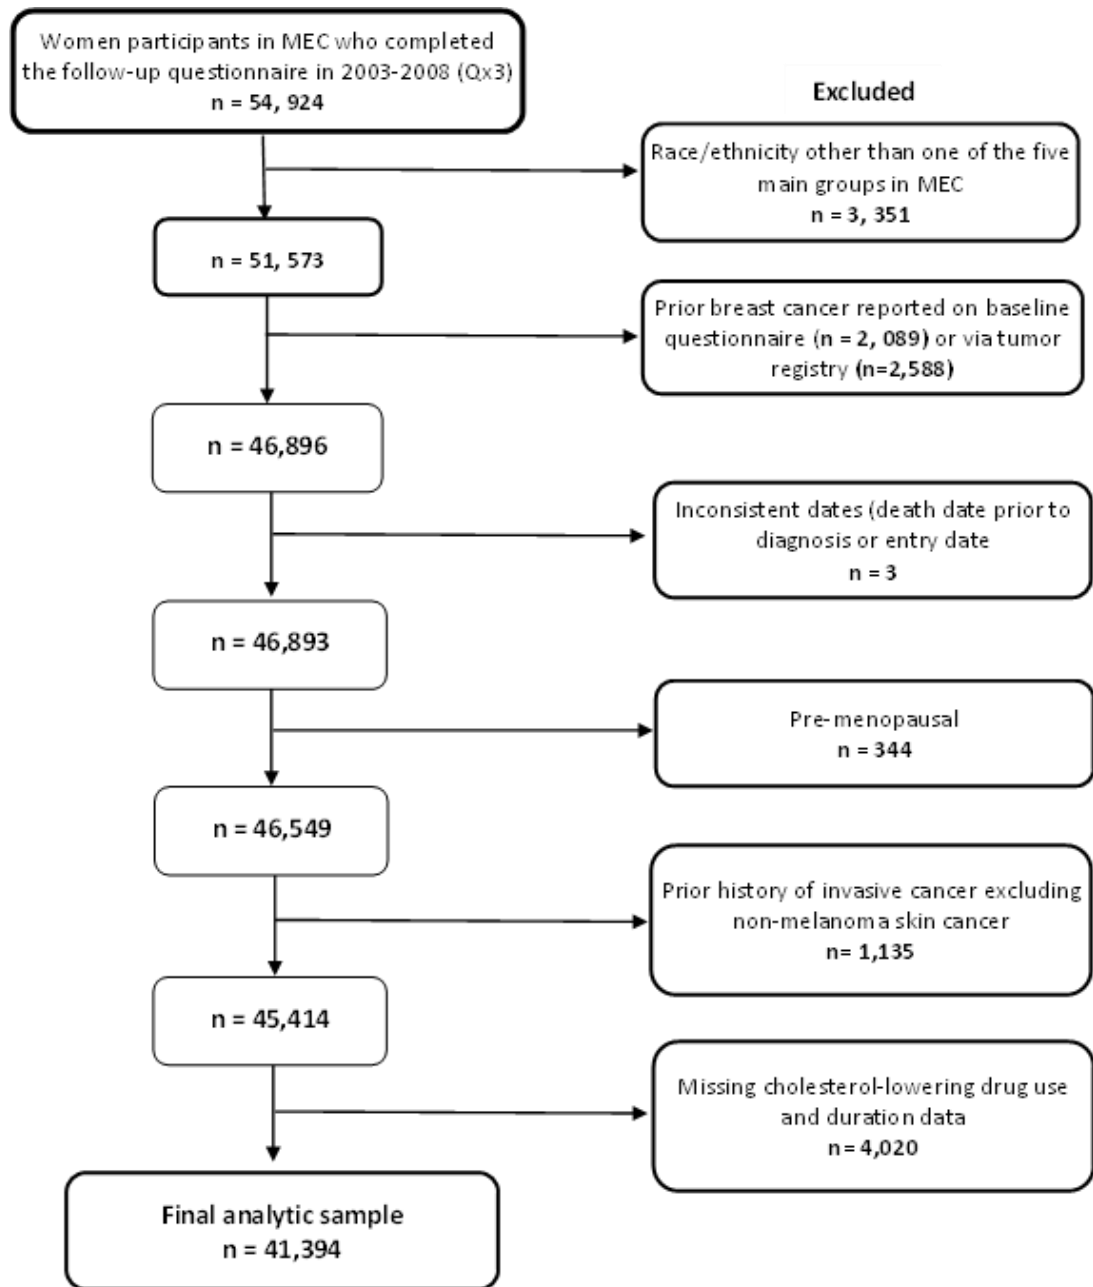 Women participants in MEC who completed
the follow-up questionnaire in 2003-2008 (Qx3)
n = 54, 924
Excluded
Race/ethnicity other than one of the five
main groups in MEC
n = 3, 351
n = 51, 573
Prior breast cancer reported on baseline
questionnaire (n = 2, 089) or via tumor
registry (n=2,588)
n = 46,896
Inconsistent dates (death date prior to
diagnosis or entry date
n = 3
n = 46,893
Pre-menopausal
n = 344
n = 46,549
Prior history of invasive cancer excluding
non-melanoma skin cancer
n= 1,135
n = 45,414
Missing cholesterol-lowering drug use
and duration data
n= 4,020
Final analytic sample
n = 41,394